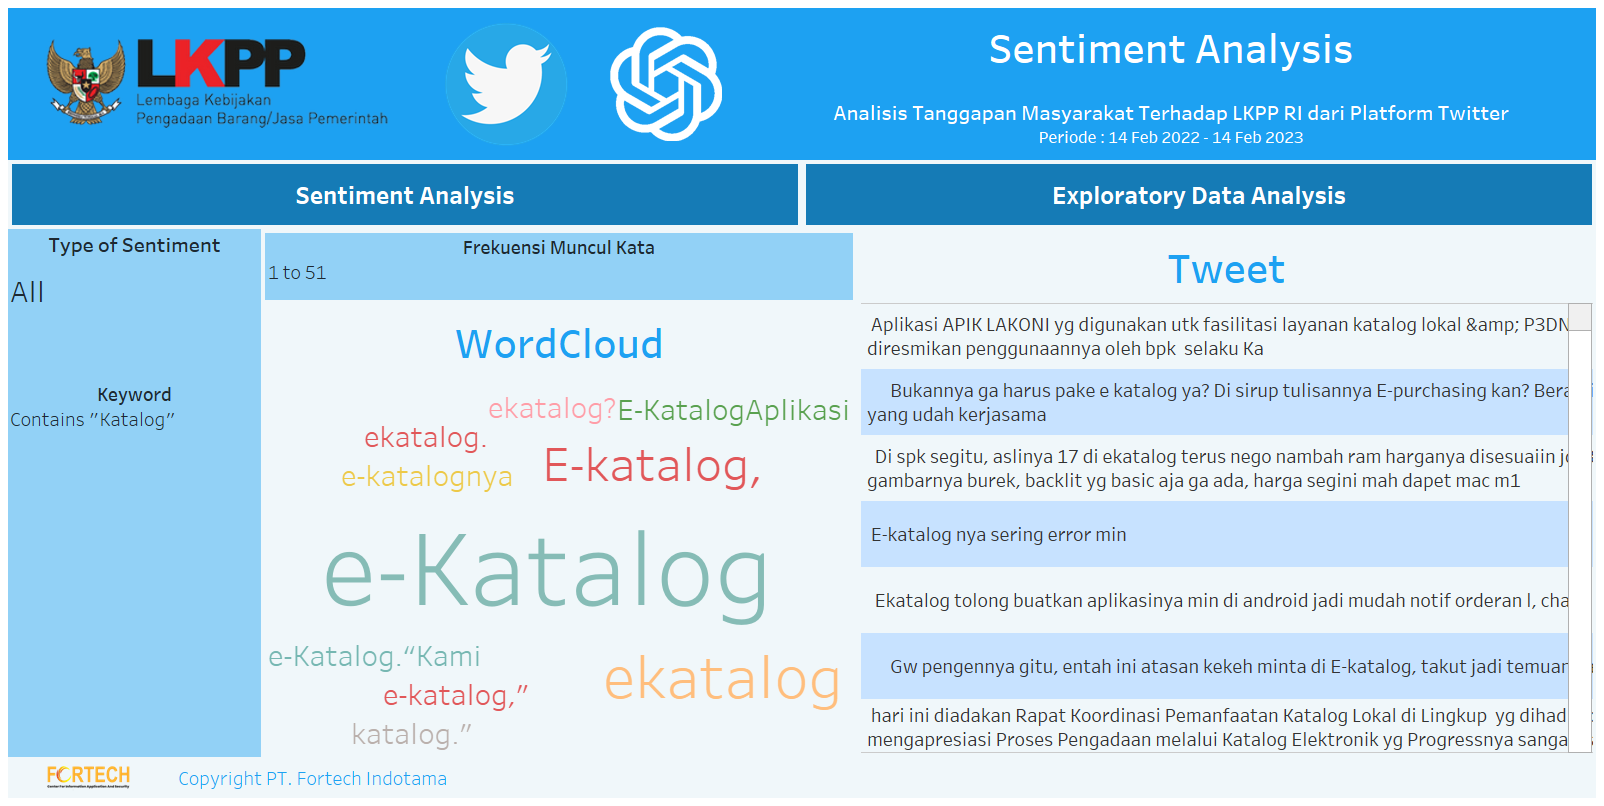 LKPP
Lembaga Kebijakan
Pengadaan Barang/Jasa Pemerintah
Sentiment Analysis
Analisis Tanggapan Masyarakat Terhadap LKPP RI dari Platform Twitter
Periode : 14 Feb 2022 - 14 Feb 2023
Sentiment Analysis
Exploratory Data Analysis
Type of Sentiment
All
Keyword
Contains "Katalog"
Frekuensi Muncul Kata
1 to 51
WordCloud
ekatalog?
E-KatalogAplikasi
ekatalog.
e-katalognya
E-katalog,
e-Katalog
e-Katalog.“Kami
ekatalog
e-katalog,”
katalog.”
Tweet
Aplikasi APIK LAKONI yg digunakan utk fasilitasi layanan katalog lokal &amp; P3DN
diresmikan penggunaannya oleh bpk selaku Ka
Bukannya ga harus pake e katalog ya? Di sirup tulisannya E-purchasing kan?
yang udah kerjasama
Di spk segitu, aslinya 17 di ekatalog terus nego nambah ram harganya disesuaiin
gambarnya burek, backlit yg basic aja ga ada, harga segini mah dapet mac m1
E-katalog nya sering error min
Ekatalog tolong buatkan aplikasinya min di android jadi mudah notif orderan l,
Gw pengennya gitu, entah ini atasan kekeh minta di E-katalog, takut jadi
hari ini diadakan Rapat Koordinasi Pemanfaatan Katalog Lokal di Lingkup yg
mengapresiasi Proses Pengadaan melalui Katalog Elektronik yg Progressnya
FORTECH
Center For Information Application And Security
Copyright PT. Fortech Indotama